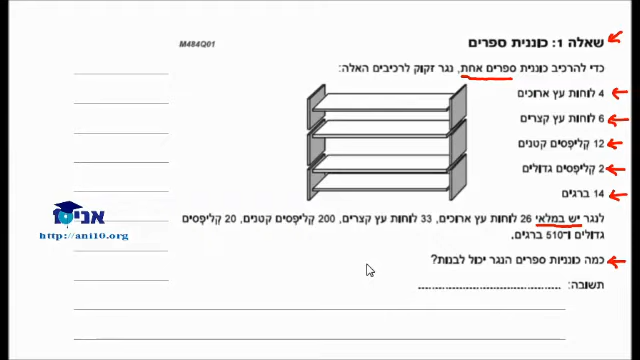 שאלה 1: כוננית ספרים
M484Q01
כדי להרכיב כוננית ספרים אחת, נגר זקוק לרכיבים האלה:
4 לוחות עץ ארוכים
6 לוחות עץ קצרים
12 קליפסים קטנים
2 קליפסים גדולים
14 ברגים
לנגר יש במלאי 26 לוחות עץ ארוכים, 33 לוחות עץ קצרים, 200 קליפסים קטנים, 20 קליפסים
גדולים ו־510 ברגים.
כמה כונניות ספרים הנגר יכול לבנות?
תשובה:
אני10
http://ani10.org